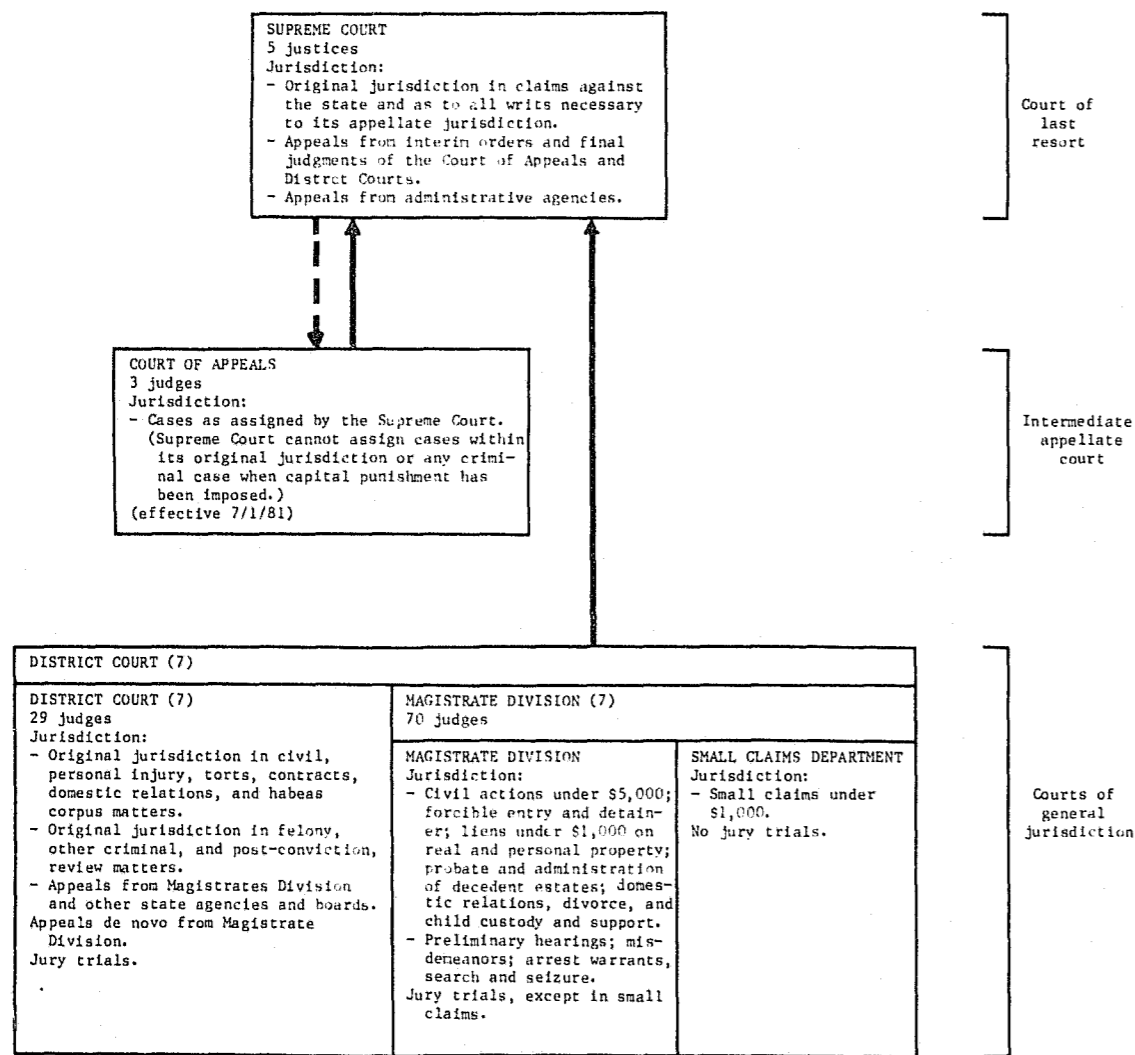 SUPREME COURT
5 justices
Jurisdiction:
- Original jurisdiction in claims against
the state and as to all writs necessary
to its appellate jurisdiction.
- Appeals from interim orders and final
judgments of the Court of Appeals and
Distrct Courts.
- Appeals from administrative agencies.
Court of
last
resort
COURT OF APPEALS
3 judges
Jurisdiction:
- Cases as assigned by the Supreme Court.
(Supreme Court cannot assign cases within
its original jurisdiction or any crimi-
nal case when capital punishment has
been imposed.)
(effective 7/1/81)
Intermediate
appellate
court
DISTRICT COURT (7)
DISTRICT COURT (7)
29 judges
Jurisdiction:
- Original jurisdiction in civil,
personal injury, torts, contracts,
domestic relations, and habeas
corpus matters.
- Original jurisdiction in felony,
other criminal, and post-conviction,
review matters.
- Appeals from Magistrates Division
and other state agencies and boards.
Appeals de novo from Magistrate
Division.
Jury trials.
MAGISTRATE DIVISION (7)
70 judges
MAGISTRATE DIVISION
Jurisdiction:
- Civil actions under $5,000;
forcible entry and detain-
er; liens under $1,000 on
real and personal property;
probate and administration
of decedent estates; domes-
tic relations, divorce, and
child custody and support.
- Preliminary hearings; mis-
demeanors; arrest warrants,
search and seizure.
Jury trials, except in small
claims.
SMALL CLAIMS DEPARTMENT
Jurisdiction:
- Small claims under
$1,000.
No jury trials.
Courts of
general
jurisdiction